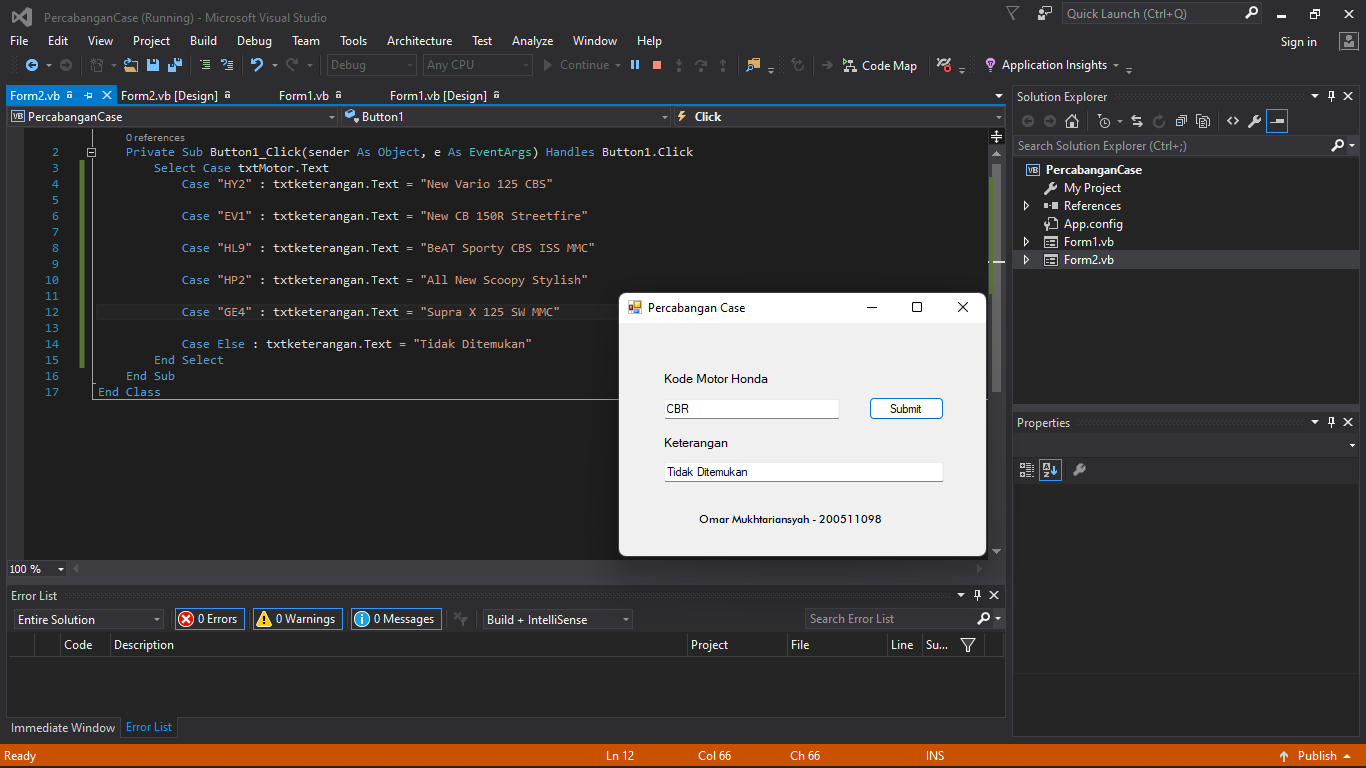 PercabanganCase (Running) - Microsoft Visual Studio
Quick Launch (Ctrl+Q)
File Edit View Project Build Debug Team Tools Architecture Test Analyze Window Help
Sign in
Debug Any CPU Continue Code Map Application Insights
Form2.vb Form2.vb [Design] Form1.vb Form1.vb [Design]
VB PercabanganCase Button1 Click
0 references
2 Private Sub Button1_Click(sender As Object, e As EventArgs) Handles Button1.Click
3 Select Case txtMotor.Text
4 Case "HY2" : txtketerangan.Text = "New Vario 125 CBS"
5
6 Case "EV1" : txtketerangan.Text = "New CB 150R Streetfire"
7
8 Case "HL9" : txtketerangan.Text = "BeAT Sporty CBS ISS MMC"
9
10 Case "HP2" : txtketerangan.Text = "All New Scoopy Stylish"
11
12 Case "GE4" : txtketerangan.Text = "Supra X 125 SW MMC"
13
14 Case Else : txtketerangan.Text = "Tidak Ditemukan"
15 End Select
16 End Sub
17 End Class
100 %
Percabangan Case
Kode Motor Honda
CBR Submit
Keterangan
Tidak Ditemukan
Omar Mukhtariansyah - 200511098
Solution Explorer
Search Solution Explorer (Ctrl+;)
VB PercabanganCase
My Project
References
App.config
Form1.vb
Form2.vb
Properties
Error List
Entire Solution 0 Errors 0 Warnings 0 Messages Build + IntelliSense Search Error List
Code Description Project File Line Su...
Immediate Window Error List
Ready Ln 12 Col 66 Ch 66 INS Publish